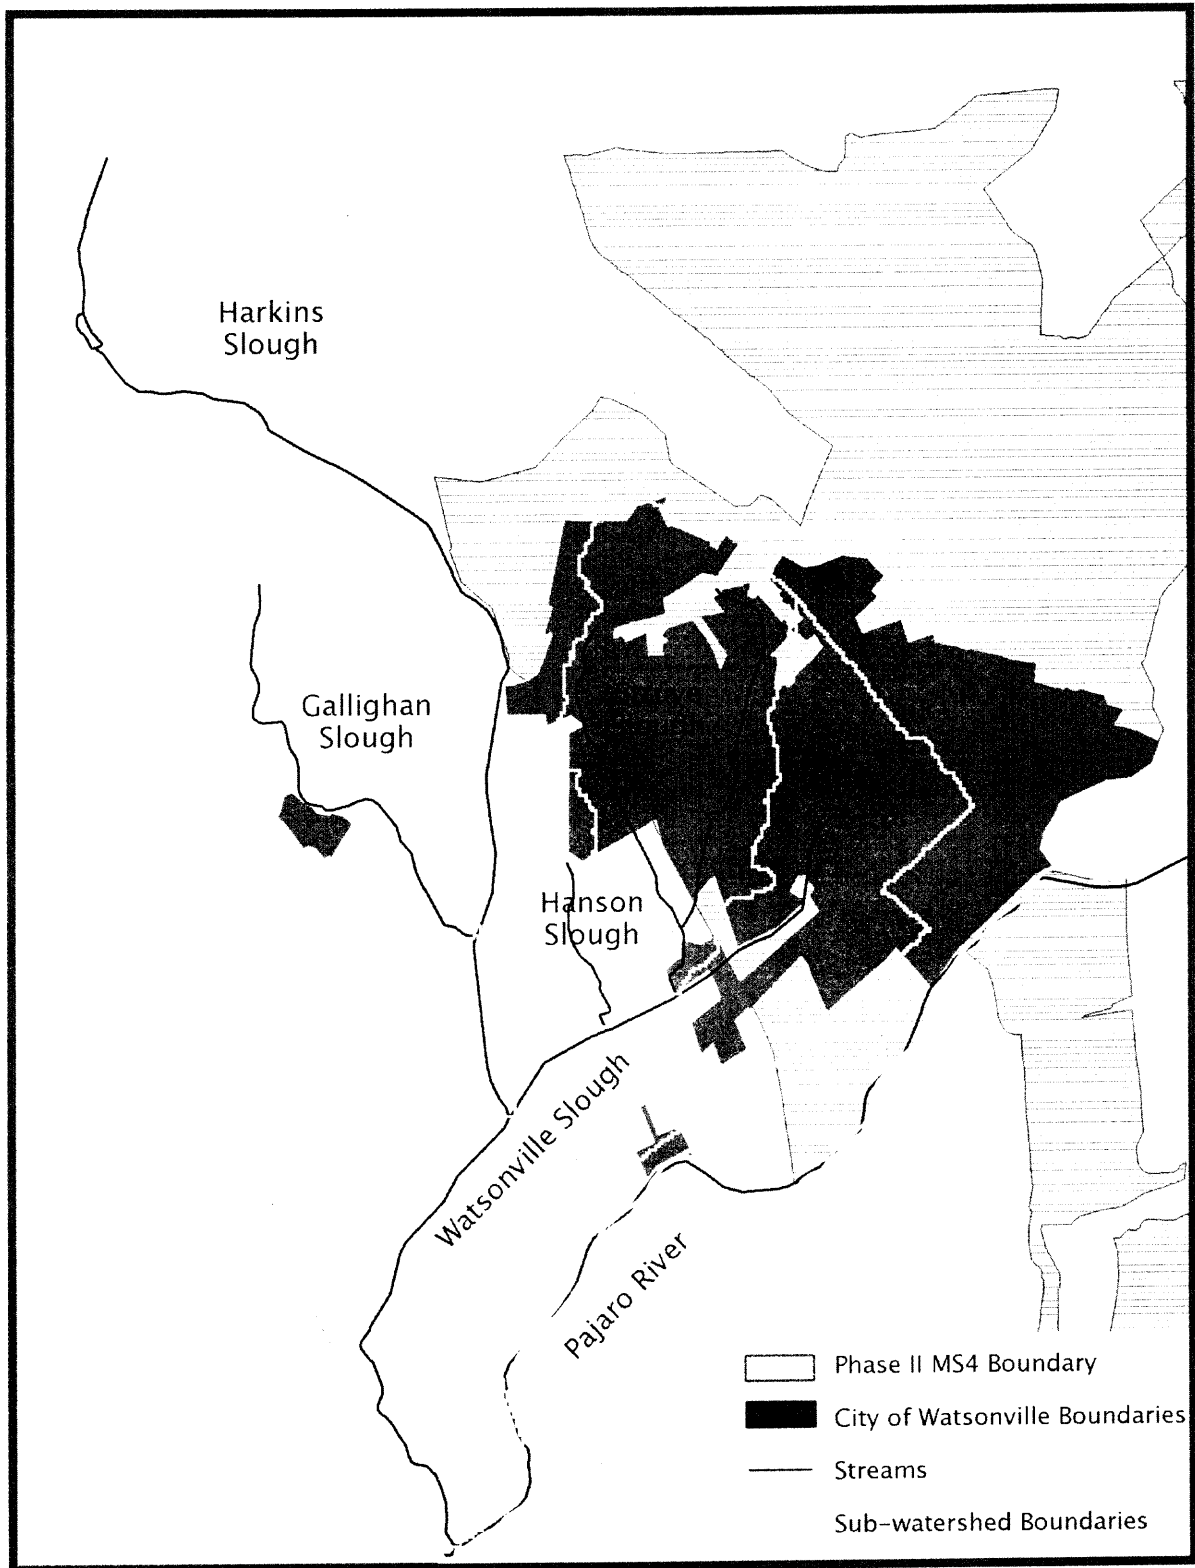 Harkins
Slough
Gallighan
Slough
Hanson
Slough
Watsonville Slough
Pajaro River
Phase II MS4 Boundary
City of Watsonville Boundaries
Streams
Sub-watershed Boundaries